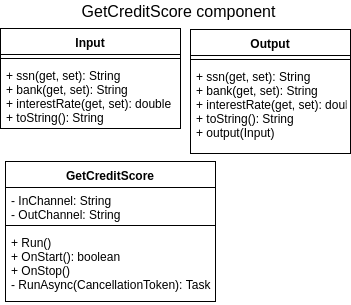 GetCreditScore component
Input
+ ssn(get, set): String
+ bank(get, set): String
+ interestRate(get, set): double
+ toString(): String
Output
+ ssn(get, set): String
+ bank(get, set): String
+ interestRate(get, set): doul
+ toString(): String
+ output(Input)
GetCreditScore
- InChannel: String
- OutChannel: String
+ Run()
+ OnStart(): boolean
+ OnStop()
- RunAsync(CancellationToken): Task